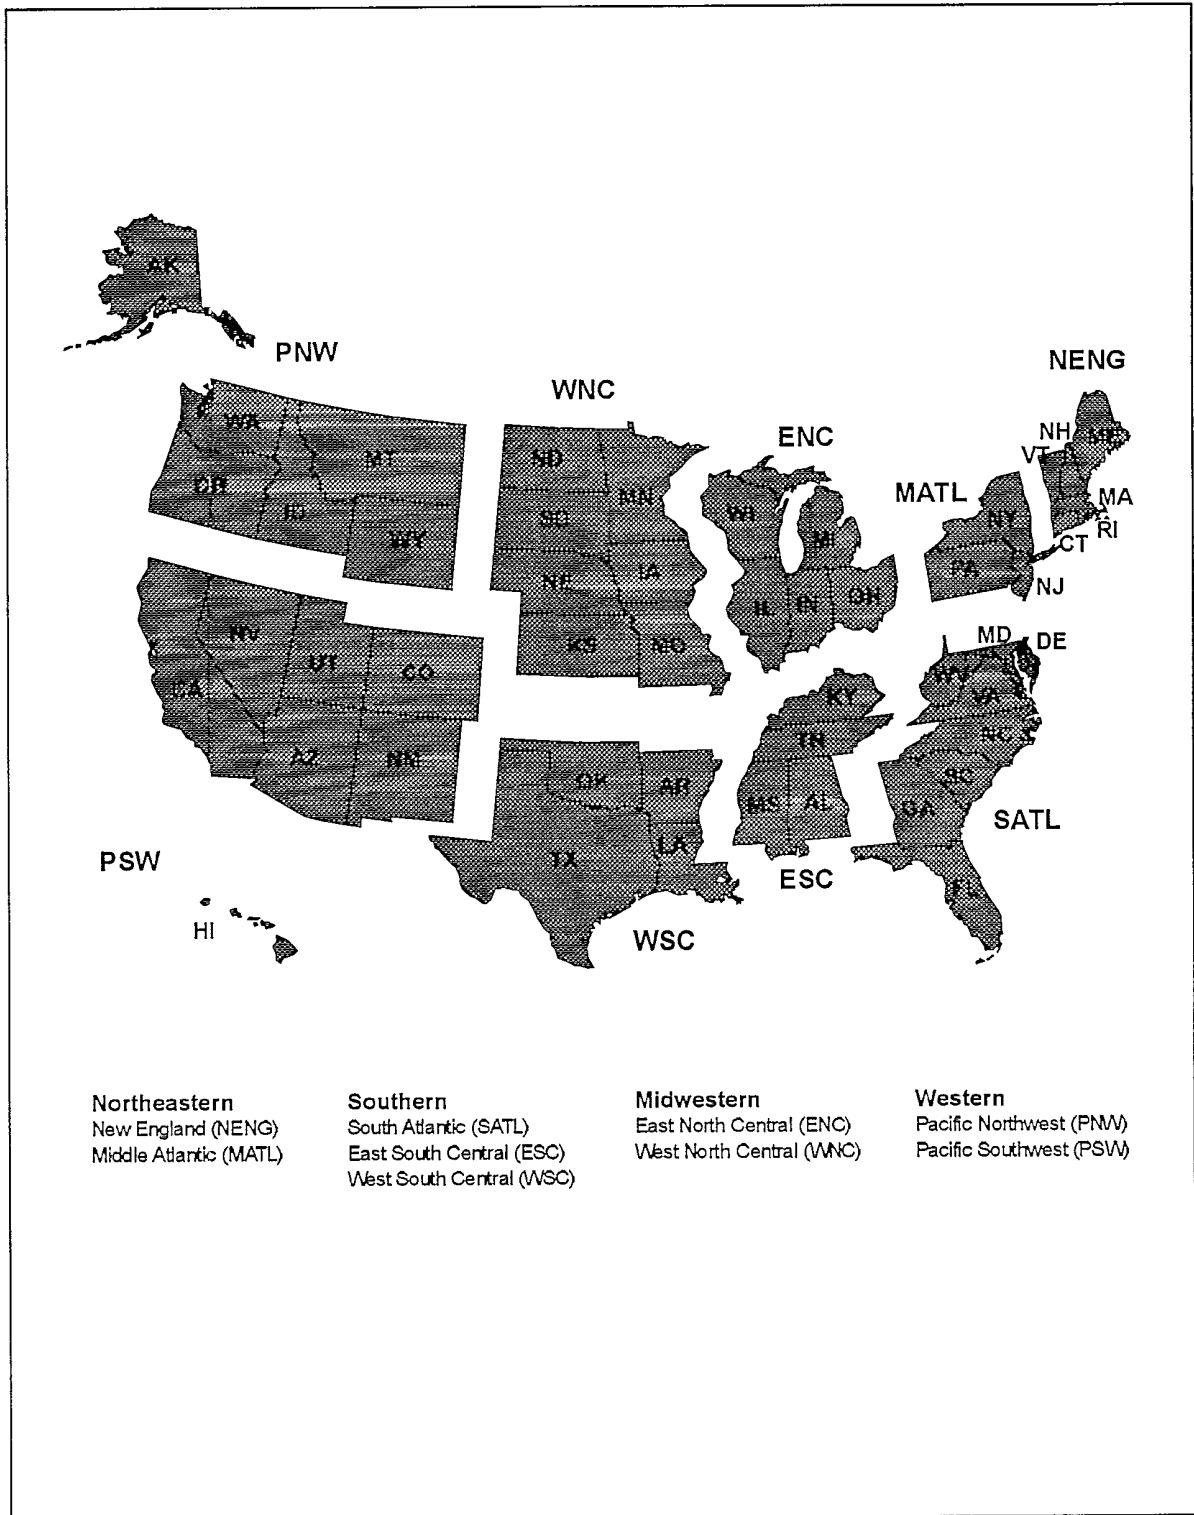 AK
PNW
NENG
WNC
ENC
NH
ME
WA
VT
MT
ND
OR
MATL
MA
MN
ID
SD
WI
NY
RI
WY
MI
CT
PA
NE
IA
NJ
IL
IN
OH
NV
MD
DE
UT
KS
MO
CO
WV
CA
KY
VA
NC
TN
AZ
NM
OK
AR
SC
MS
AL
GA
SATL
LA
TX
PSW
ESC
FL
HI
WSC
Northeastern
New England (NENG)
Middle Atlantic (MATL)
Southern
South Atlantic (SATL)
East South Central (ESC)
West South Central (WSC)
Midwestern
East North Central (ENC)
West North Central (WNC)
Western
Pacific Northwest (PNW)
Pacific Southwest (PSW)